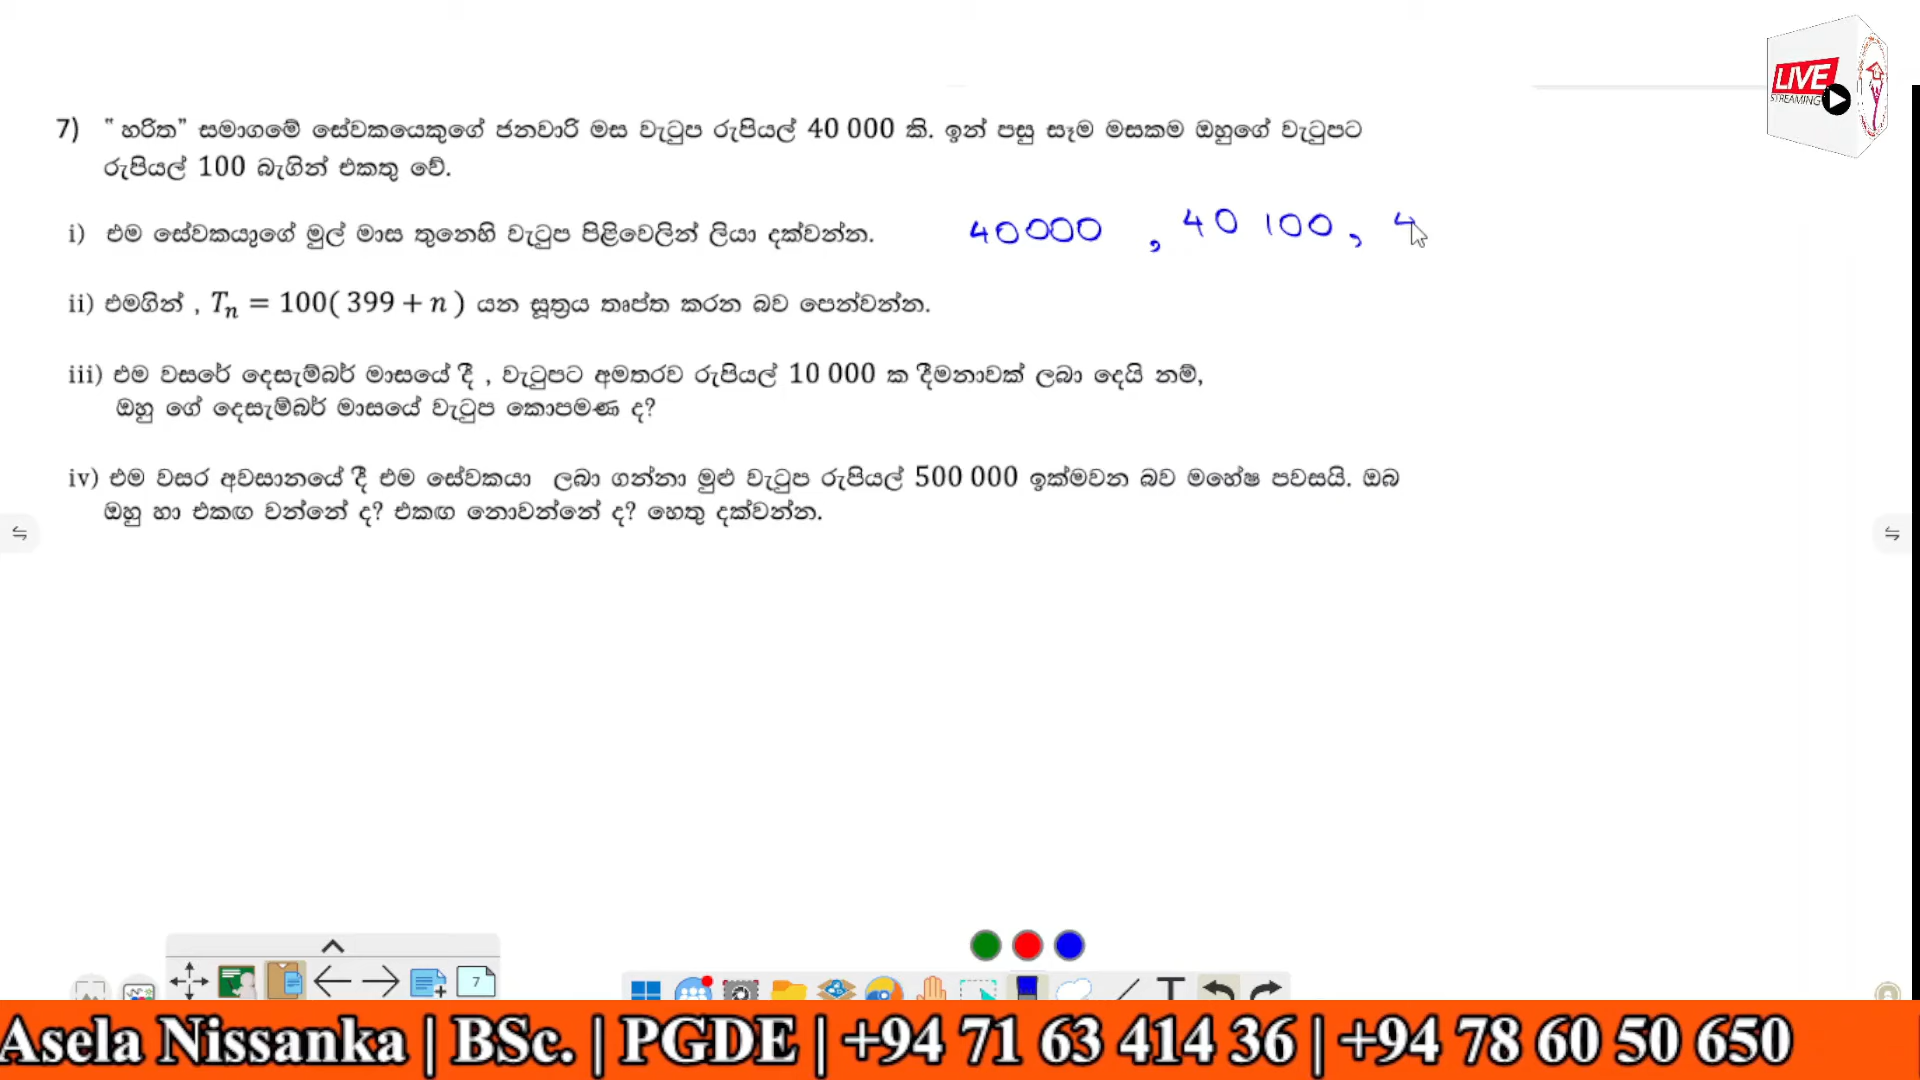 LIVE
STREAMING
7) “ හරිත” සමාගමේ සේවකයෙකුගේ ජනවාරි මස වැටුප රුපියල් 40 000 කි. ඉන් පසු සෑම මසකම ඔහුගේ වැටුපට
රුපියල් 100 බැගින් එකතු වේ.
i) එම සේවකයාුගේ මුල් මාස තුනෙහි වැටුප පිළිවෙලින් ලියා දක්වන්න. 40000 , 40 100 , 4
ii) එමගින් , Tn = 100( 399 + n ) යන සූත්‍රය තෘප්ත කරන බව පෙන්වන්න.
iii) එම වසරේ දෙසැම්බර් මාසයේ දී , වැටුපට අමතරව රුපියල් 10 000 ක දීමනාවක් ලබා දෙයි නම්,
ඔහු ගේ දෙසැම්බර් මාසයේ වැටුප කොපමණ ද?
iv) එම වසර අවසානයේ දී එම සේවකයා ලබා ගන්නා මුළු වැටුප රුපියල් 500 000 ඉක්මවන බව මහේෂ පවසයි. ඔබ
ඔහු හා එකඟ වන්නේ ද? එකඟ නොවන්නේ ද? හෙතු දක්වන්න.
7
T
Asela Nissanka | BSc. | PGDE | +94 71 63 414 36 | +94 78 60 50 650